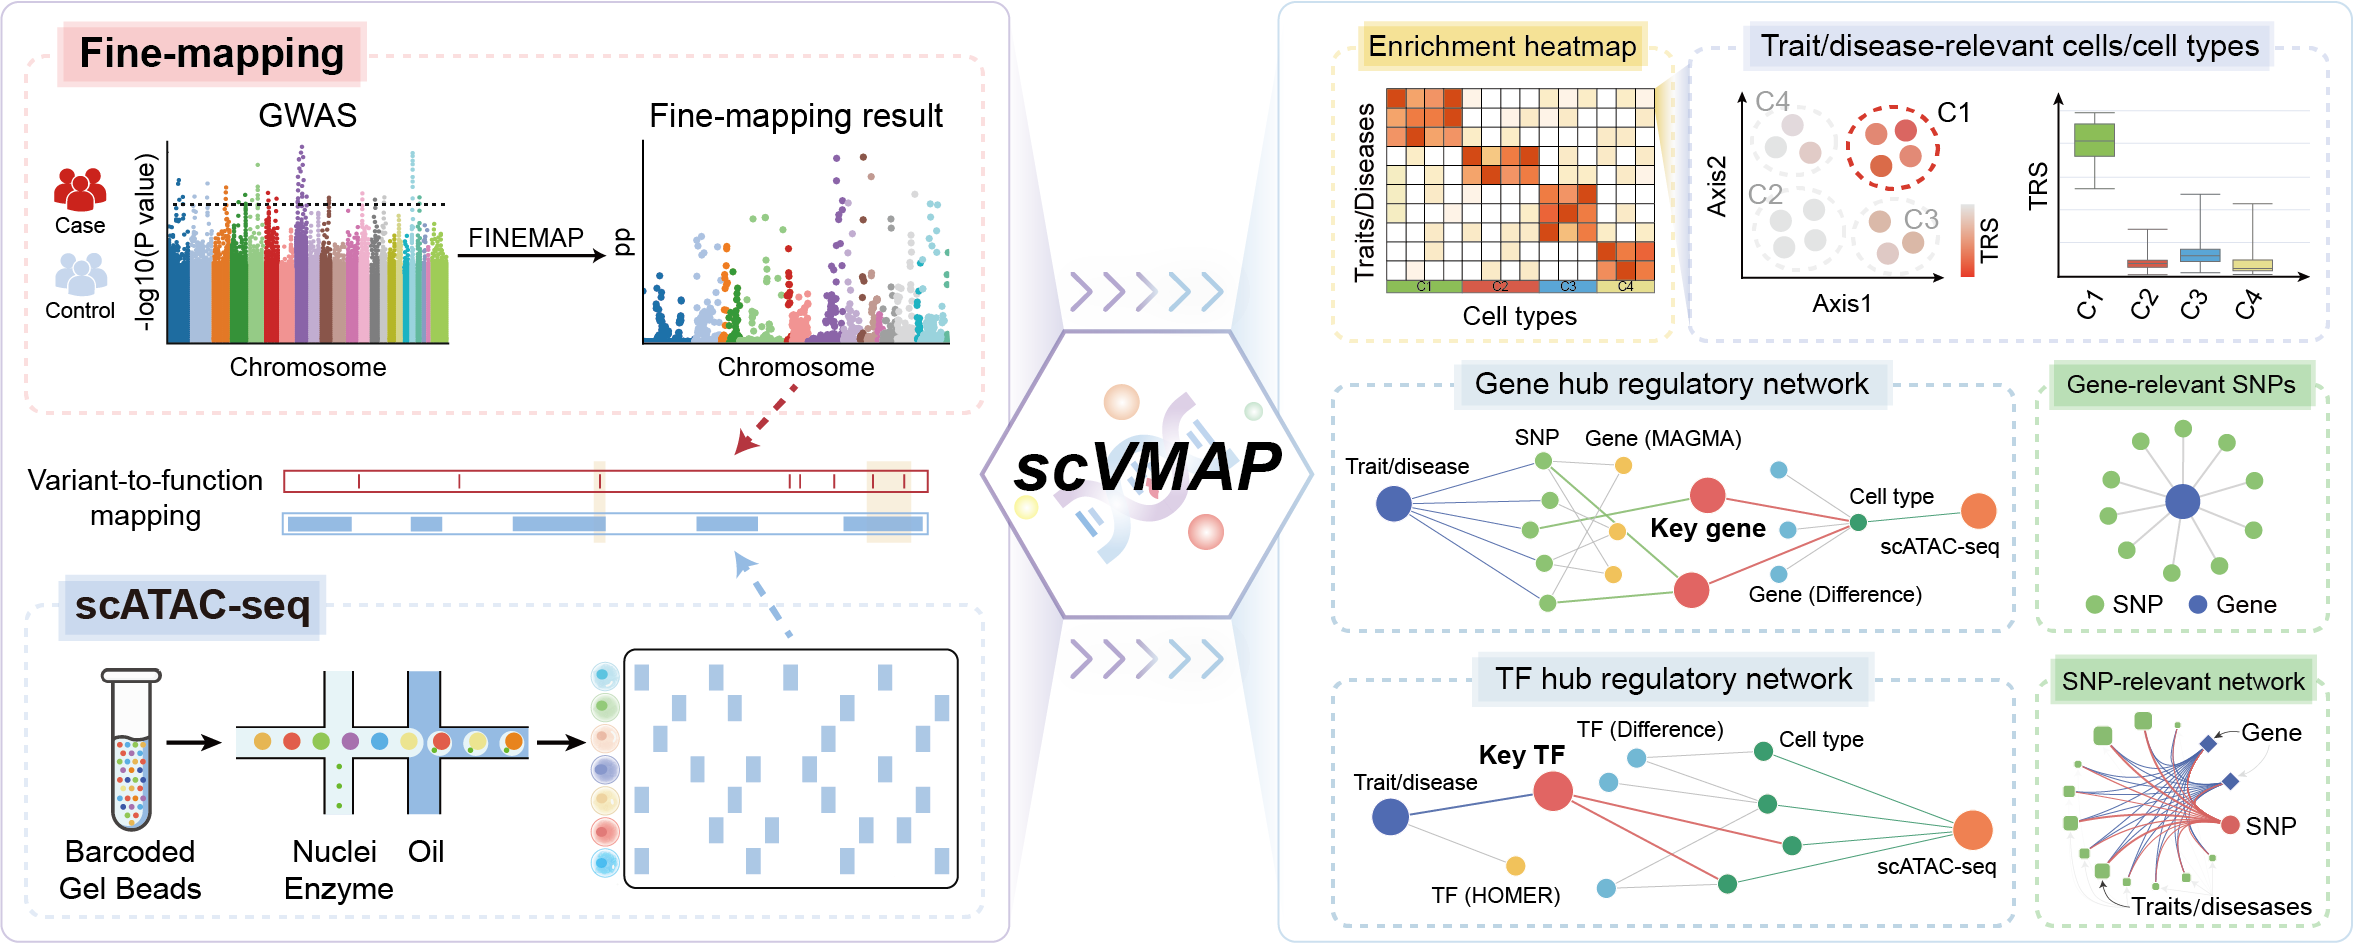 Fine-mapping
GWAS
Fine-mapping result
-log10(P value)
Case
Control
FINEMAP
pp
Chromosome
Chromosome
Variant-to-function
mapping
scATAC-seq
Barcoded
Gel Beads
Nuclei
Enzyme
Oil
scVMAP
Enrichment heatmap
Traits/Diseases
C1
C2
C3
C4
Cell types
Trait/disease-relevant cells/cell types
C4
C1
C2
C3
Axis2
Axis1
TRS
TRS
C1
C2
C3
C4
Gene hub regulatory network
SNP
Gene (MAGMA)
Trait/disease
Key gene
Cell type
scATAC-seq
Gene (Difference)
Gene-relevant SNPs
SNP
Gene
TF hub regulatory network
TF (Difference)
Key TF
Cell type
Trait/disease
TF (HOMER)
scATAC-seq
SNP-relevant network
Gene
SNP
Traits/disesases